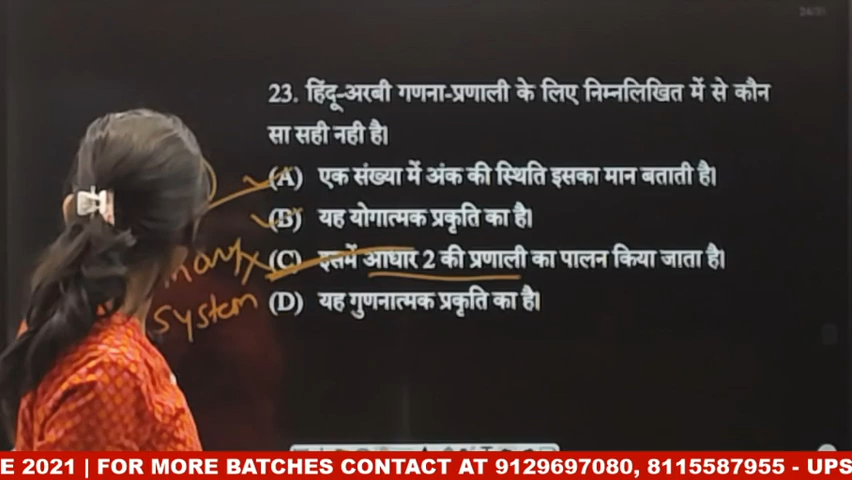 23. हिंदू-अरबी गणना-प्रणाली के लिए निम्नलिखित में से कौन
सा सही नही है।
(A) एक संख्या में अंक की स्थिति इसका मान बताती है।
(B) यह योगात्मक प्रकृति का है।
(C) इसमें आधार 2 की प्रणाली का पालन किया जाता है।
(D) यह गुणनात्मक प्रकृति का है।
system
E 2021 | FOR MORE BATCHES CONTACT AT 9129697080, 8115587955 - UPS